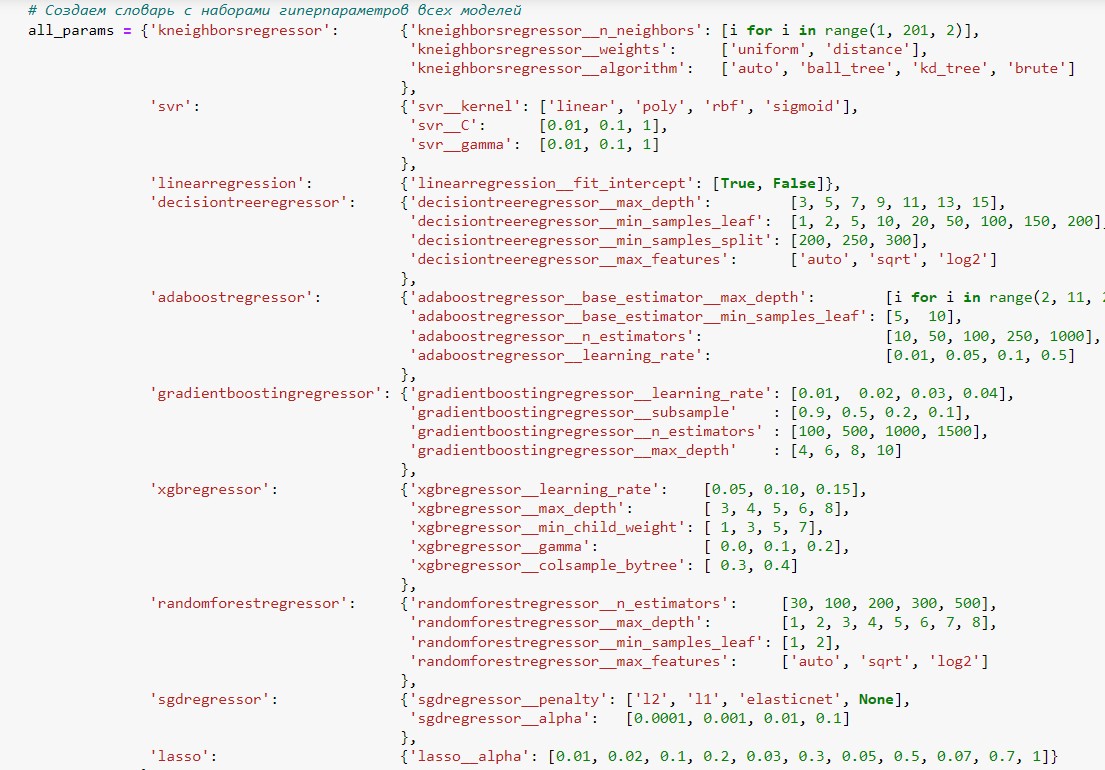 # Создаем словарь с наборами гиперпараметров всех моделей
all_params = {'kneighborsregressor': {'kneighborsregressor__n_neighbors': [i for i in range(1, 201, 2)],
'kneighborsregressor__weights': ['uniform', 'distance'],
'kneighborsregressor__algorithm': ['auto', 'ball_tree', 'kd_tree', 'brute']
},
'svr': {'svr__kernel': ['linear', 'poly', 'rbf', 'sigmoid'],
'svr__C': [0.01, 0.1, 1],
'svr__gamma': [0.01, 0.1, 1]
},
'linearregression': {'linearregression__fit_intercept': [True, False]},
'decisiontreeregressor': {'decisiontreeregressor__max_depth': [3, 5, 7, 9, 11, 13, 15],
'decisiontreeregressor__min_samples_leaf': [1, 2, 5, 10, 20, 50, 100, 150, 200],
'decisiontreeregressor__min_samples_split': [200, 250, 300],
'decisiontreeregressor__max_features': ['auto', 'sqrt', 'log2']
},
'adaboostregressor': {'adaboostregressor__base_estimator__max_depth': [i for i in range(2, 11, 2
'adaboostregressor__base_estimator__min_samples_leaf': [5, 10],
'adaboostregressor__n_estimators': [10, 50, 100, 250, 1000],
'adaboostregressor__learning_rate': [0.01, 0.05, 0.1, 0.5]
},
'gradientboostingregressor': {'gradientboostingregressor__learning_rate': [0.01, 0.02, 0.03, 0.04],
'gradientboostingregressor__subsample' : [0.9, 0.5, 0.2, 0.1],
'gradientboostingregressor__n_estimators' : [100, 500, 1000, 1500],
'gradientboostingregressor__max_depth' : [4, 6, 8, 10]
},
'xgbregressor': {'xgbregressor__learning_rate': [0.05, 0.10, 0.15],
'xgbregressor__max_depth': [ 3, 4, 5, 6, 8],
'xgbregressor__min_child_weight': [ 1, 3, 5, 7],
'xgbregressor__gamma': [ 0.0, 0.1, 0.2],
'xgbregressor__colsample_bytree': [ 0.3, 0.4]
},
'randomforestregressor': {'randomforestregressor__n_estimators': [30, 100, 200, 300, 500],
'randomforestregressor__max_depth': [1, 2, 3, 4, 5, 6, 7, 8],
'randomforestregressor__min_samples_leaf': [1, 2],
'randomforestregressor__max_features': ['auto', 'sqrt', 'log2']
},
'sgdregressor': {'sgdregressor__penalty': ['l2', 'l1', 'elasticnet', None],
'sgdregressor__alpha': [0.0001, 0.001, 0.01, 0.1]
},
'lasso': {'lasso__alpha': [0.01, 0.02, 0.1, 0.2, 0.03, 0.3, 0.05, 0.5, 0.07, 0.7, 1]}